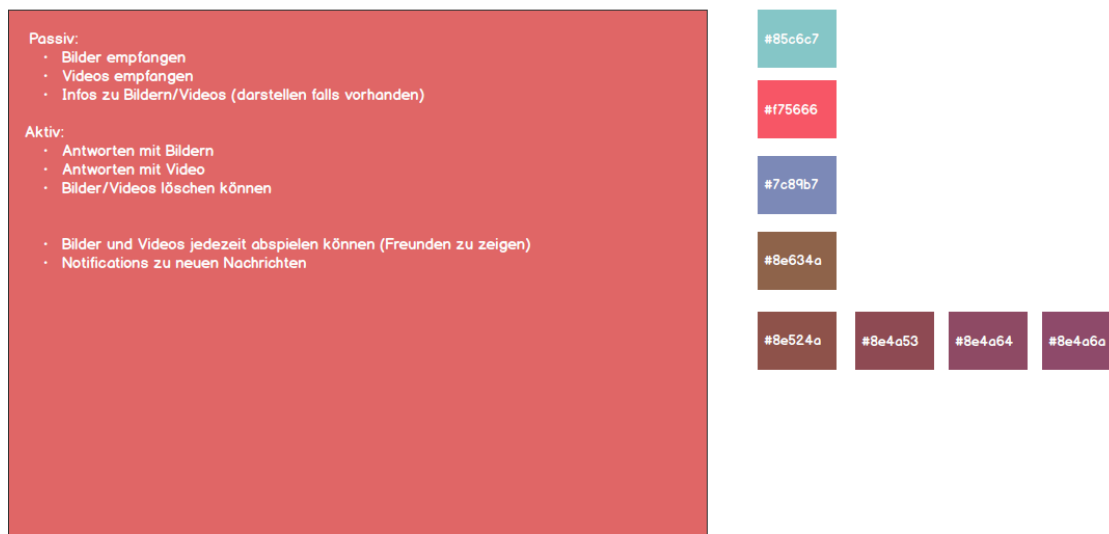 Passiv:
· Bilder empfangen
· Videos empfangen
· Infos zu Bildern/Videos (darstellen falls vorhanden)
Aktiv:
· Antworten mit Bildern
· Antworten mit Video
· Bilder/Videos löschen können
· Bilder und Videos jedezeit abspielen können (Freunden zu zeigen)
· Notifications zu neuen Nachrichten
#85c6c7
#f75666
#7c89b7
#8e634a
#8e524a
#8e4a53
#8e4a64
#8e4a6a